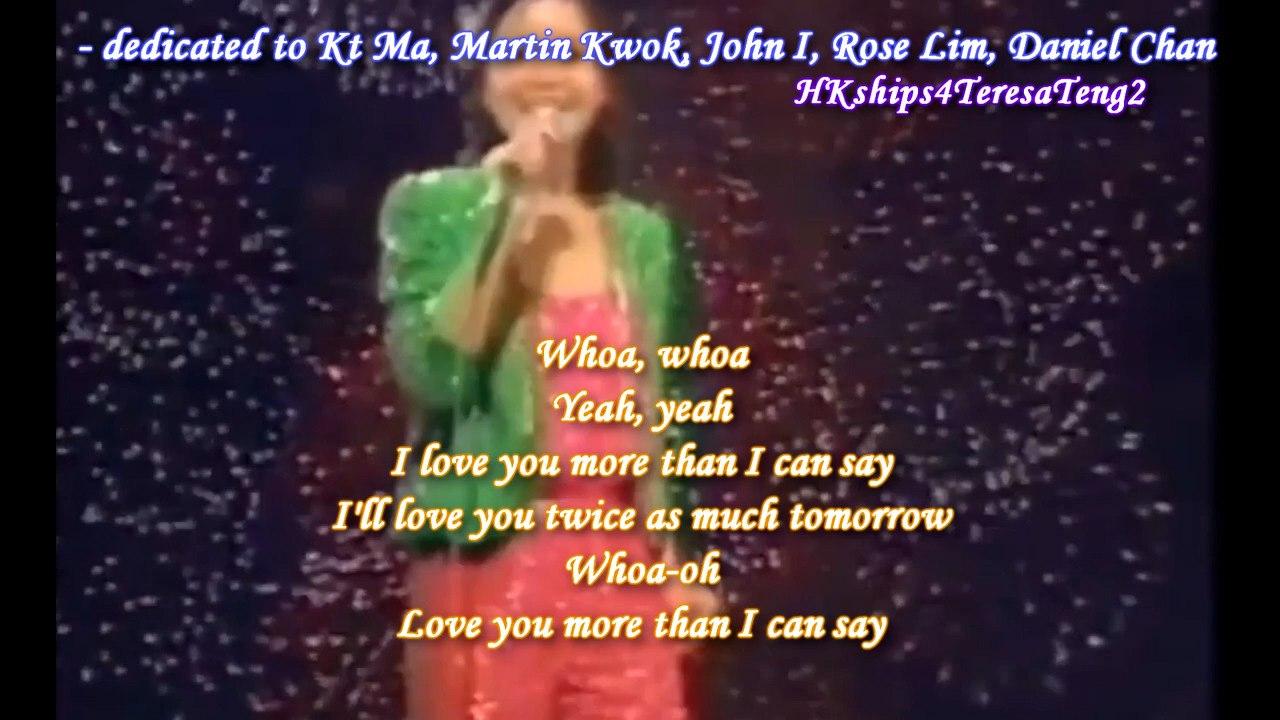 - dedicated to Kt Ma, Martin Kwok, John I, Rose Lim, Daniel Chan
HKships4TeresaTeng2
Whoa, whoa
Yeah, yeah
I love you more than I can say
I'll love you twice as much tomorrow
Whoa-oh
Love you more than I can say